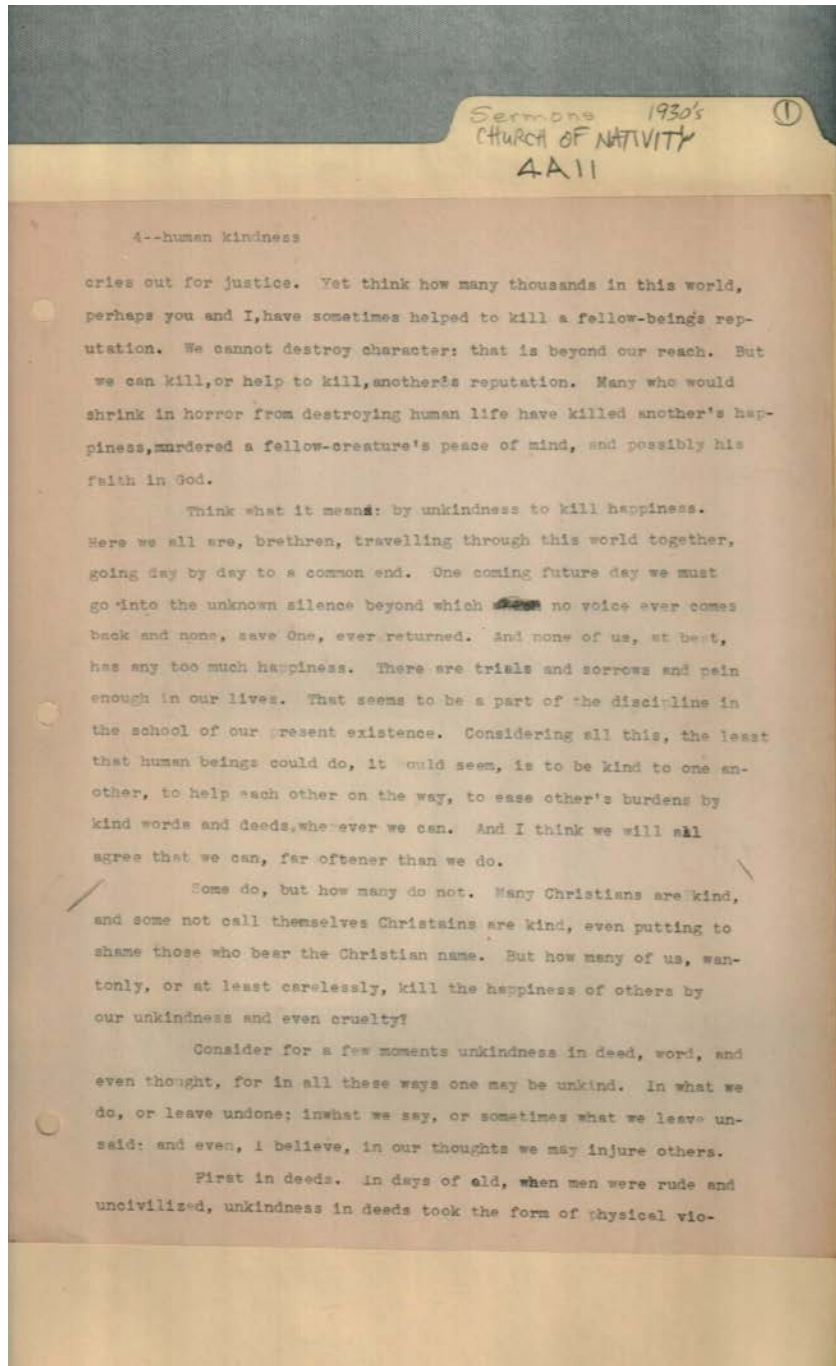 Sermons 1930's ①
CHURCH OF NATIVITY
4A11
4--human kindness
cries out for justice. Yet think how many thousands in this world,
perhaps you and I,have sometimes helped to kill a fellow-being's rep-
utation. We cannot destroy character: that is beyond our reach. But
we can kill,or help to kill,another's reputation. Many who would
shrink in horror from destroying human life have killed another's hap-
piness,murdered a fellow-creature's peace of mind, and possibly his
faith in God.
Think what it means: by unkindness to kill happiness.
Here we all are, brethren, travelling through this world together,
going day by day to a common end. One coming future day we must
go into the unknown silence beyond which no voice ever comes
back and none, save One, ever returned. And none of us, at best,
has any too much happiness. There are trials and sorrows and pain
enough in our lives. That seems to be a part of the discipline in
the school of our present existence. Considering all this, the least
that human beings could do, it would seem, is to be kind to one an-
other, to help each other on the way, to ease other's burdens by
kind words and deeds,wherever we can. And I think we will all
agree that we can, far oftener than we do.
Some do, but how many do not. Many Christians are kind,
and some not call themselves Christains are kind, even putting to
shame those who bear the Christian name. But how many of us, wan-
tonly, or at least carelessly, kill the happiness of others by
our unkindness and even cruelty?
Consider for a few moments unkindness in deed, word, and
even thought, for in all these ways one may be unkind. In what we
do, or leave undone; inwhat we say, or sometimes what we leave un-
said: and even, I believe, in our thoughts we may injure others.
First in deeds. In days of old, when men were rude and
uncivilized, unkindness in deeds took the form of physical vio-